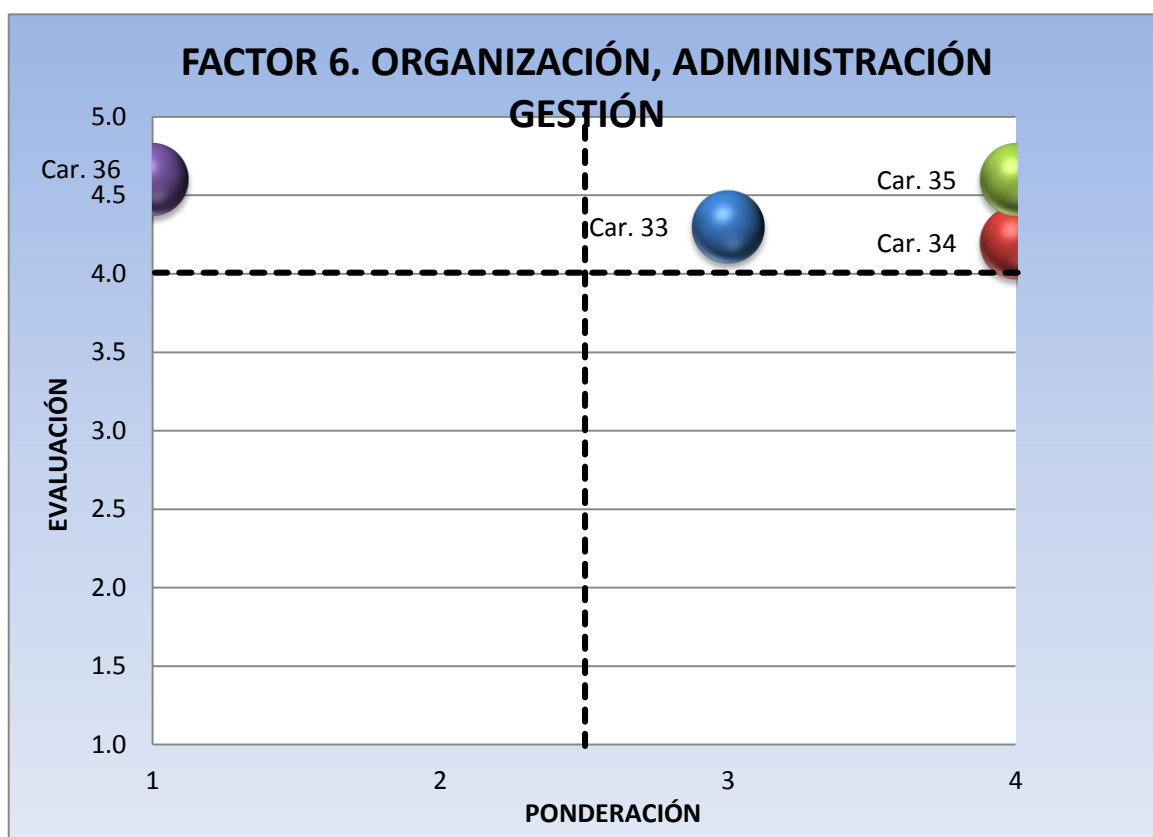 FACTOR 6. ORGANIZACIÓN, ADMINISTRACIÓN
GESTIÓN
5.0
Car. 36
Car. 35
4.5
Car. 33
Car. 34
4.0
3.5
3.0
EVALUACIÓN
2.5
2.0
1.5
1.0
1 2 3 4
PONDERACIÓN